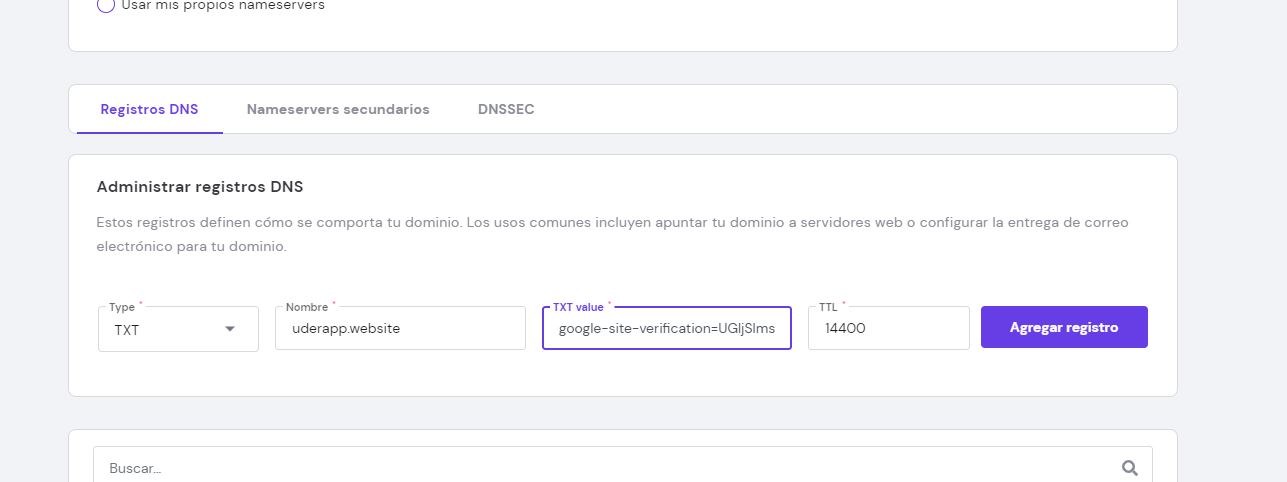 Usar mis propios nameservers
Registros DNS Nameservers secundarios DNSSEC
Administrar registros DNS
Estos registros definen cómo se comporta tu dominio. Los usos comunes incluyen apuntar tu dominio a servidores web o configurar la entrega de correo
electrónico para tu dominio.
Type * Nombre * TXT value * TTL *
TXT uderapp.website google-site-verification=UGljSlms 14400 Agregar registro
Buscar...